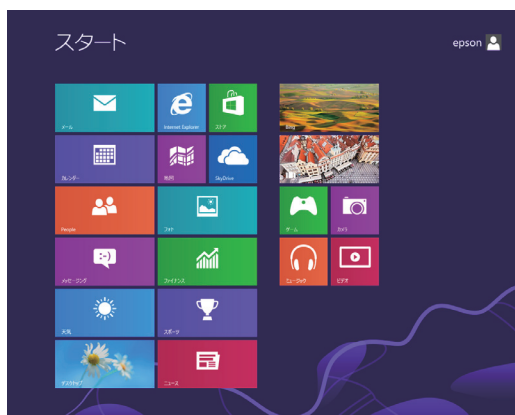 スタート
epson
メール
Internet Explorer
ストア
カレンダー
地図
SkyDrive
People
フォト
メッセージング
ファイナンス
天気
スポーツ
デスクトップ
ニュース
Bing
ゲーム
カメラ
ミュージック
ビデオ